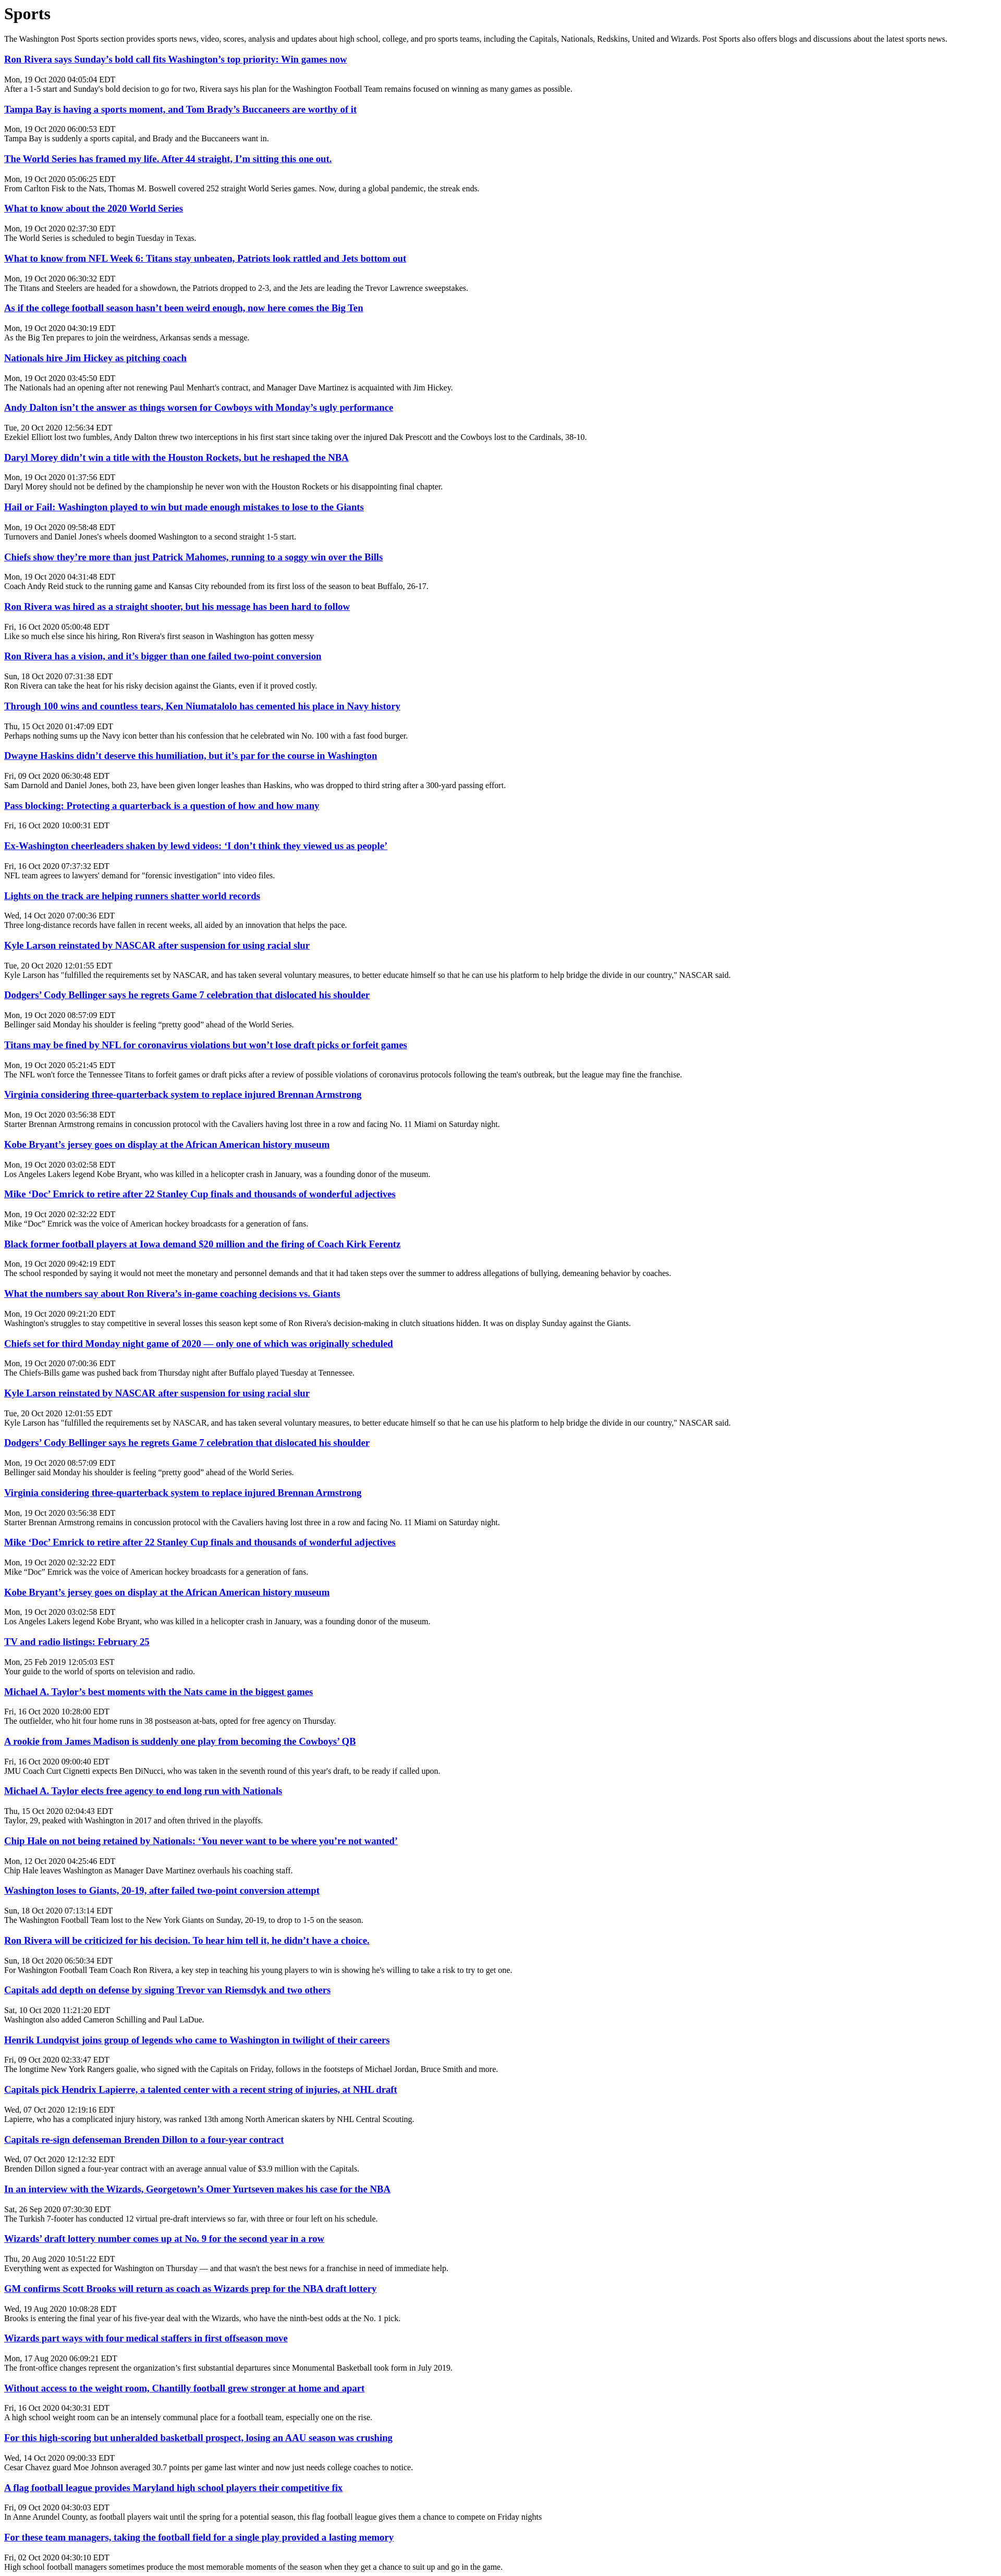 Sports
The Washington Post Sports section provides sports news, video, scores, analysis and updates about high school, college, and pro sports teams, including the Capitals, Nationals, Redskins, United and Wizards. Post Sports also offers blogs and discussions about the latest sports news.
Ron Rivera says Sunday’s bold call fits Washington’s top priority: Win games now
Mon, 19 Oct 2020 04:05:04 EDT
After a 1-5 start and Sunday's bold decision to go for two, Rivera says his plan for the Washington Football Team remains focused on winning as many games as possible.
Tampa Bay is having a sports moment, and Tom Brady’s Buccaneers are worthy of it
Mon, 19 Oct 2020 06:00:53 EDT
Tampa Bay is suddenly a sports capital, and Brady and the Buccaneers want in.
The World Series has framed my life. After 44 straight, I’m sitting this one out.
Mon, 19 Oct 2020 05:06:25 EDT
From Carlton Fisk to the Nats, Thomas M. Boswell covered 252 straight World Series games. Now, during a global pandemic, the streak ends.
What to know about the 2020 World Series
Mon, 19 Oct 2020 02:37:30 EDT
The World Series is scheduled to begin Tuesday in Texas.
What to know from NFL Week 6: Titans stay unbeaten, Patriots look rattled and Jets bottom out
Mon, 19 Oct 2020 06:30:32 EDT
The Titans and Steelers are headed for a showdown, the Patriots dropped to 2-3, and the Jets are leading the Trevor Lawrence sweepstakes.
As if the college football season hasn’t been weird enough, now here comes the Big Ten
Mon, 19 Oct 2020 04:30:19 EDT
As the Big Ten prepares to join the weirdness, Arkansas sends a message.
Nationals hire Jim Hickey as pitching coach
Mon, 19 Oct 2020 03:45:50 EDT
The Nationals had an opening after not renewing Paul Menhart's contract, and Manager Dave Martinez is acquainted with Jim Hickey.
Andy Dalton isn’t the answer as things worsen for Cowboys with Monday’s ugly performance
Tue, 20 Oct 2020 12:56:34 EDT
Ezekiel Elliott lost two fumbles, Andy Dalton threw two interceptions in his first start since taking over the injured Dak Prescott and the Cowboys lost to the Cardinals, 38-10.
Daryl Morey didn’t win a title with the Houston Rockets, but he reshaped the NBA
Mon, 19 Oct 2020 01:37:56 EDT
Daryl Morey should not be defined by the championship he never won with the Houston Rockets or his disappointing final chapter.
Hail or Fail: Washington played to win but made enough mistakes to lose to the Giants
Mon, 19 Oct 2020 09:58:48 EDT
Turnovers and Daniel Jones's wheels doomed Washington to a second straight 1-5 start.
Chiefs show they’re more than just Patrick Mahomes, running to a soggy win over the Bills
Mon, 19 Oct 2020 04:31:48 EDT
Coach Andy Reid stuck to the running game and Kansas City rebounded from its first loss of the season to beat Buffalo, 26-17.
Ron Rivera was hired as a straight shooter, but his message has been hard to follow
Fri, 16 Oct 2020 05:00:48 EDT
Like so much else since his hiring, Ron Rivera's first season in Washington has gotten messy
Ron Rivera has a vision, and it’s bigger than one failed two-point conversion
Sun, 18 Oct 2020 07:31:38 EDT
Ron Rivera can take the heat for his risky decision against the Giants, even if it proved costly.
Through 100 wins and countless tears, Ken Niumatalolo has cemented his place in Navy history
Thu, 15 Oct 2020 01:47:09 EDT
Perhaps nothing sums up the Navy icon better than his confession that he celebrated win No. 100 with a fast food burger.
Dwayne Haskins didn’t deserve this humiliation, but it’s par for the course in Washington
Fri, 09 Oct 2020 06:30:48 EDT
Sam Darnold and Daniel Jones, both 23, have been given longer leashes than Haskins, who was dropped to third string after a 300-yard passing effort.
Pass blocking: Protecting a quarterback is a question of how and how many
Fri, 16 Oct 2020 10:00:31 EDT
Ex-Washington cheerleaders shaken by lewd videos: ‘I don’t think they viewed us as people’
Fri, 16 Oct 2020 07:37:32 EDT
NFL team agrees to lawyers' demand for "forensic investigation" into video files.
Lights on the track are helping runners shatter world records
Wed, 14 Oct 2020 07:00:36 EDT
Three long-distance records have fallen in recent weeks, all aided by an innovation that helps the pace.
Kyle Larson reinstated by NASCAR after suspension for using racial slur
Tue, 20 Oct 2020 12:01:55 EDT
Kyle Larson has "fulfilled the requirements set by NASCAR, and has taken several voluntary measures, to better educate himself so that he can use his platform to help bridge the divide in our country," NASCAR said.
Dodgers’ Cody Bellinger says he regrets Game 7 celebration that dislocated his shoulder
Mon, 19 Oct 2020 08:57:09 EDT
Bellinger said Monday his shoulder is feeling “pretty good” ahead of the World Series.
Titans may be fined by NFL for coronavirus violations but won’t lose draft picks or forfeit games
Mon, 19 Oct 2020 05:21:45 EDT
The NFL won't force the Tennessee Titans to forfeit games or draft picks after a review of possible violations of coronavirus protocols following the team's outbreak, but the league may fine the franchise.
Virginia considering three-quarterback system to replace injured Brennan Armstrong
Mon, 19 Oct 2020 03:56:38 EDT
Starter Brennan Armstrong remains in concussion protocol with the Cavaliers having lost three in a row and facing No. 11 Miami on Saturday night.
Kobe Bryant’s jersey goes on display at the African American history museum
Mon, 19 Oct 2020 03:02:58 EDT
Los Angeles Lakers legend Kobe Bryant, who was killed in a helicopter crash in January, was a founding donor of the museum.
Mike ‘Doc’ Emrick to retire after 22 Stanley Cup finals and thousands of wonderful adjectives
Mon, 19 Oct 2020 02:32:22 EDT
Mike “Doc” Emrick was the voice of American hockey broadcasts for a generation of fans.
Black former football players at Iowa demand $20 million and the firing of Coach Kirk Ferentz
Mon, 19 Oct 2020 09:42:19 EDT
The school responded by saying it would not meet the monetary and personnel demands and that it had taken steps over the summer to address allegations of bullying, demeaning behavior by coaches.
What the numbers say about Ron Rivera’s in-game coaching decisions vs. Giants
Mon, 19 Oct 2020 09:21:20 EDT
Washington's struggles to stay competitive in several losses this season kept some of Ron Rivera's decision-making in clutch situations hidden. It was on display Sunday against the Giants.
Chiefs set for third Monday night game of 2020 — only one of which was originally scheduled
Mon, 19 Oct 2020 07:00:36 EDT
The Chiefs-Bills game was pushed back from Thursday night after Buffalo played Tuesday at Tennessee.
Kyle Larson reinstated by NASCAR after suspension for using racial slur
Tue, 20 Oct 2020 12:01:55 EDT
Kyle Larson has "fulfilled the requirements set by NASCAR, and has taken several voluntary measures, to better educate himself so that he can use his platform to help bridge the divide in our country," NASCAR said.
Dodgers’ Cody Bellinger says he regrets Game 7 celebration that dislocated his shoulder
Mon, 19 Oct 2020 08:57:09 EDT
Bellinger said Monday his shoulder is feeling “pretty good” ahead of the World Series.
Virginia considering three-quarterback system to replace injured Brennan Armstrong
Mon, 19 Oct 2020 03:56:38 EDT
Starter Brennan Armstrong remains in concussion protocol with the Cavaliers having lost three in a row and facing No. 11 Miami on Saturday night.
Mike ‘Doc’ Emrick to retire after 22 Stanley Cup finals and thousands of wonderful adjectives
Mon, 19 Oct 2020 02:32:22 EDT
Mike “Doc” Emrick was the voice of American hockey broadcasts for a generation of fans.
Kobe Bryant’s jersey goes on display at the African American history museum
Mon, 19 Oct 2020 03:02:58 EDT
Los Angeles Lakers legend Kobe Bryant, who was killed in a helicopter crash in January, was a founding donor of the museum.
TV and radio listings: February 25
Mon, 25 Feb 2019 12:05:03 EST
Your guide to the world of sports on television and radio.
Michael A. Taylor’s best moments with the Nats came in the biggest games
Fri, 16 Oct 2020 10:28:00 EDT
The outfielder, who hit four home runs in 38 postseason at-bats, opted for free agency on Thursday.
A rookie from James Madison is suddenly one play from becoming the Cowboys’ QB
Fri, 16 Oct 2020 09:00:40 EDT
JMU Coach Curt Cignetti expects Ben DiNucci, who was taken in the seventh round of this year's draft, to be ready if called upon.
Michael A. Taylor elects free agency to end long run with Nationals
Thu, 15 Oct 2020 02:04:43 EDT
Taylor, 29, peaked with Washington in 2017 and often thrived in the playoffs.
Chip Hale on not being retained by Nationals: ‘You never want to be where you’re not wanted’
Mon, 12 Oct 2020 04:25:46 EDT
Chip Hale leaves Washington as Manager Dave Martinez overhauls his coaching staff.
Washington loses to Giants, 20-19, after failed two-point conversion attempt
Sun, 18 Oct 2020 07:13:14 EDT
The Washington Football Team lost to the New York Giants on Sunday, 20-19, to drop to 1-5 on the season.
Ron Rivera will be criticized for his decision. To hear him tell it, he didn’t have a choice.
Sun, 18 Oct 2020 06:50:34 EDT
For Washington Football Team Coach Ron Rivera, a key step in teaching his young players to win is showing he's willing to take a risk to try to get one.
Capitals add depth on defense by signing Trevor van Riemsdyk and two others
Sat, 10 Oct 2020 11:21:20 EDT
Washington also added Cameron Schilling and Paul LaDue.
Henrik Lundqvist joins group of legends who came to Washington in twilight of their careers
Fri, 09 Oct 2020 02:33:47 EDT
The longtime New York Rangers goalie, who signed with the Capitals on Friday, follows in the footsteps of Michael Jordan, Bruce Smith and more.
Capitals pick Hendrix Lapierre, a talented center with a recent string of injuries, at NHL draft
Wed, 07 Oct 2020 12:19:16 EDT
Lapierre, who has a complicated injury history, was ranked 13th among North American skaters by NHL Central Scouting.
Capitals re-sign defenseman Brenden Dillon to a four-year contract
Wed, 07 Oct 2020 12:12:32 EDT
Brenden Dillon signed a four-year contract with an average annual value of $3.9 million with the Capitals.
In an interview with the Wizards, Georgetown’s Omer Yurtseven makes his case for the NBA
Sat, 26 Sep 2020 07:30:30 EDT
The Turkish 7-footer has conducted 12 virtual pre-draft interviews so far, with three or four left on his schedule.
Wizards’ draft lottery number comes up at No. 9 for the second year in a row
Thu, 20 Aug 2020 10:51:22 EDT
Everything went as expected for Washington on Thursday — and that wasn't the best news for a franchise in need of immediate help.
GM confirms Scott Brooks will return as coach as Wizards prep for the NBA draft lottery
Wed, 19 Aug 2020 10:08:28 EDT
Brooks is entering the final year of his five-year deal with the Wizards, who have the ninth-best odds at the No. 1 pick.
Wizards part ways with four medical staffers in first offseason move
Mon, 17 Aug 2020 06:09:21 EDT
The front-office changes represent the organization’s first substantial departures since Monumental Basketball took form in July 2019.
Without access to the weight room, Chantilly football grew stronger at home and apart
Fri, 16 Oct 2020 04:30:31 EDT
A high school weight room can be an intensely communal place for a football team, especially one on the rise.
For this high-scoring but unheralded basketball prospect, losing an AAU season was crushing
Wed, 14 Oct 2020 09:00:33 EDT
Cesar Chavez guard Moe Johnson averaged 30.7 points per game last winter and now just needs college coaches to notice.
A flag football league provides Maryland high school players their competitive fix
Fri, 09 Oct 2020 04:30:03 EDT
In Anne Arundel County, as football players wait until the spring for a potential season, this flag football league gives them a chance to compete on Friday nights
For these team managers, taking the football field for a single play provided a lasting memory
Fri, 02 Oct 2020 04:30:10 EDT
High school football managers sometimes produce the most memorable moments of the season when they get a chance to suit up and go in the game.